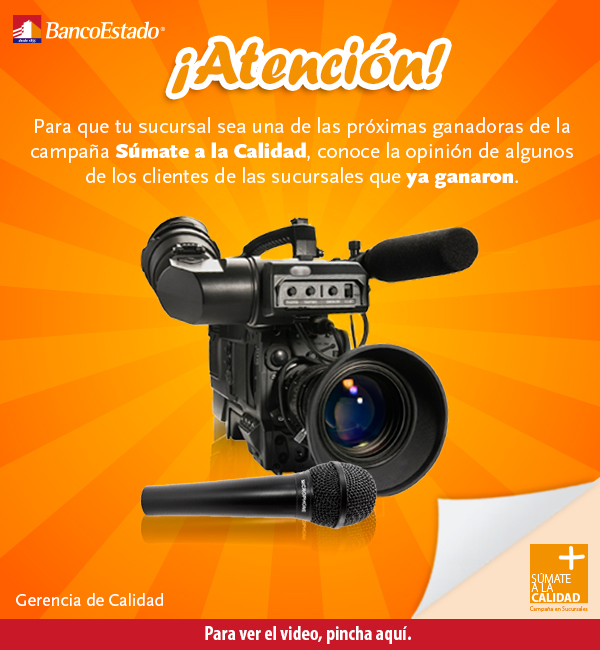 BancoEstado®
¡Atención!
Para que tu sucursal sea una de las próximas ganadoras de la
campaña Súmate a la Calidad, conoce la opinión de algunos
de los clientes de las sucursales que ya ganaron.
MICROPHONE
Gerencia de Calidad
SÚMATE
A LA
CALIDAD
Campaña en Sucursales
Para ver el video, pincha aquí.